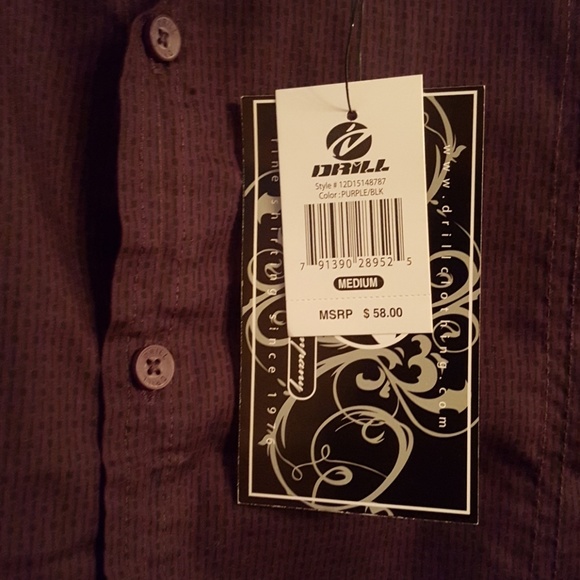 DRILL
Style # 12D15148787
Color :PURPLE/BLK
7 91390 28952 5
MEDIUM
MSRP $ 58.00
fine shirtings since 1976
www.drillclothing.com